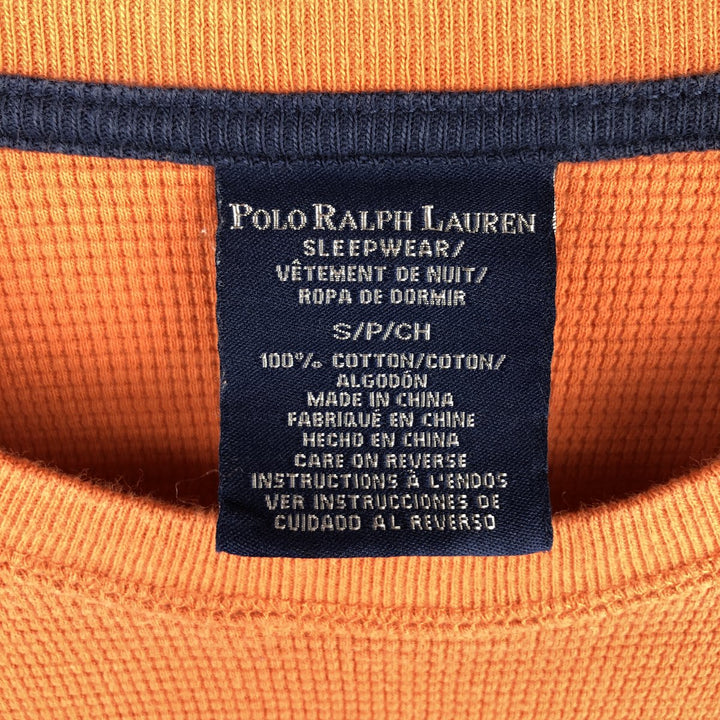 POLO RALPH LAUREN
SLEEPWEAR/
VÊTEMENT DE NUIT/
ROPA DE DORMIR
S/P/CH
100% COTTON/COTON/
ALGODÓN
MADE IN CHINA
FABRIQUÉ EN CHINE
HECHO EN CHINA
CARE ON REVERSE
INSTRUCTIONS À L'ENDOS
VER INSTRUCCIONES DE
CUIDADO AL REVERSO